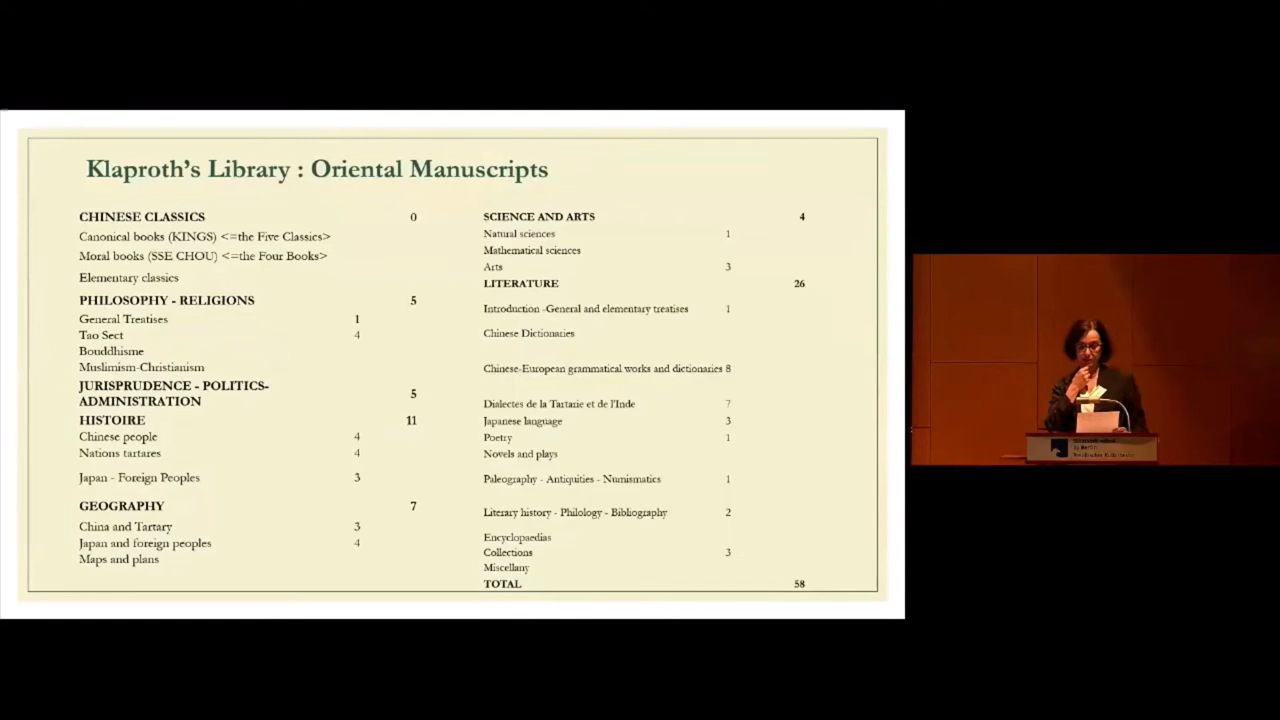 Klaproth's Library : Oriental Manuscripts
CHINESE CLASSICS 0
Canonical books (KINGS) <=the Five Classics>
Moral books (SSE CHOU) <=the Four Books>
Elementary classics
PHILOSOPHY - RELIGIONS 5
General Treatises 1
Tao Sect 4
Bouddhisme
Muslimism-Christianism
JURISPRUDENCE - POLITICS-
ADMINISTRATION 5
HISTOIRE 11
Chinese people 4
Nations tartares 4
Japan - Foreign Peoples 3
GEOGRAPHY 7
China and Tartary 3
Japan and foreign peoples 4
Maps and plans
SCIENCE AND ARTS 4
Natural sciences 1
Mathematical sciences
Arts 3
LITERATURE 26
Introduction -General and elementary treatises 1
Chinese Dictionaries
Chinese-European grammatical works and dictionaries 8
Dialectes de la Tartarie et de l'Inde 7
Japanese language 3
Poetry 1
Novels and plays
Paleography - Antiquities - Numismatics 1
Literary history - Philology - Bibliography 2
Encyclopaedias
Collections 3
Miscellany
TOTAL 58